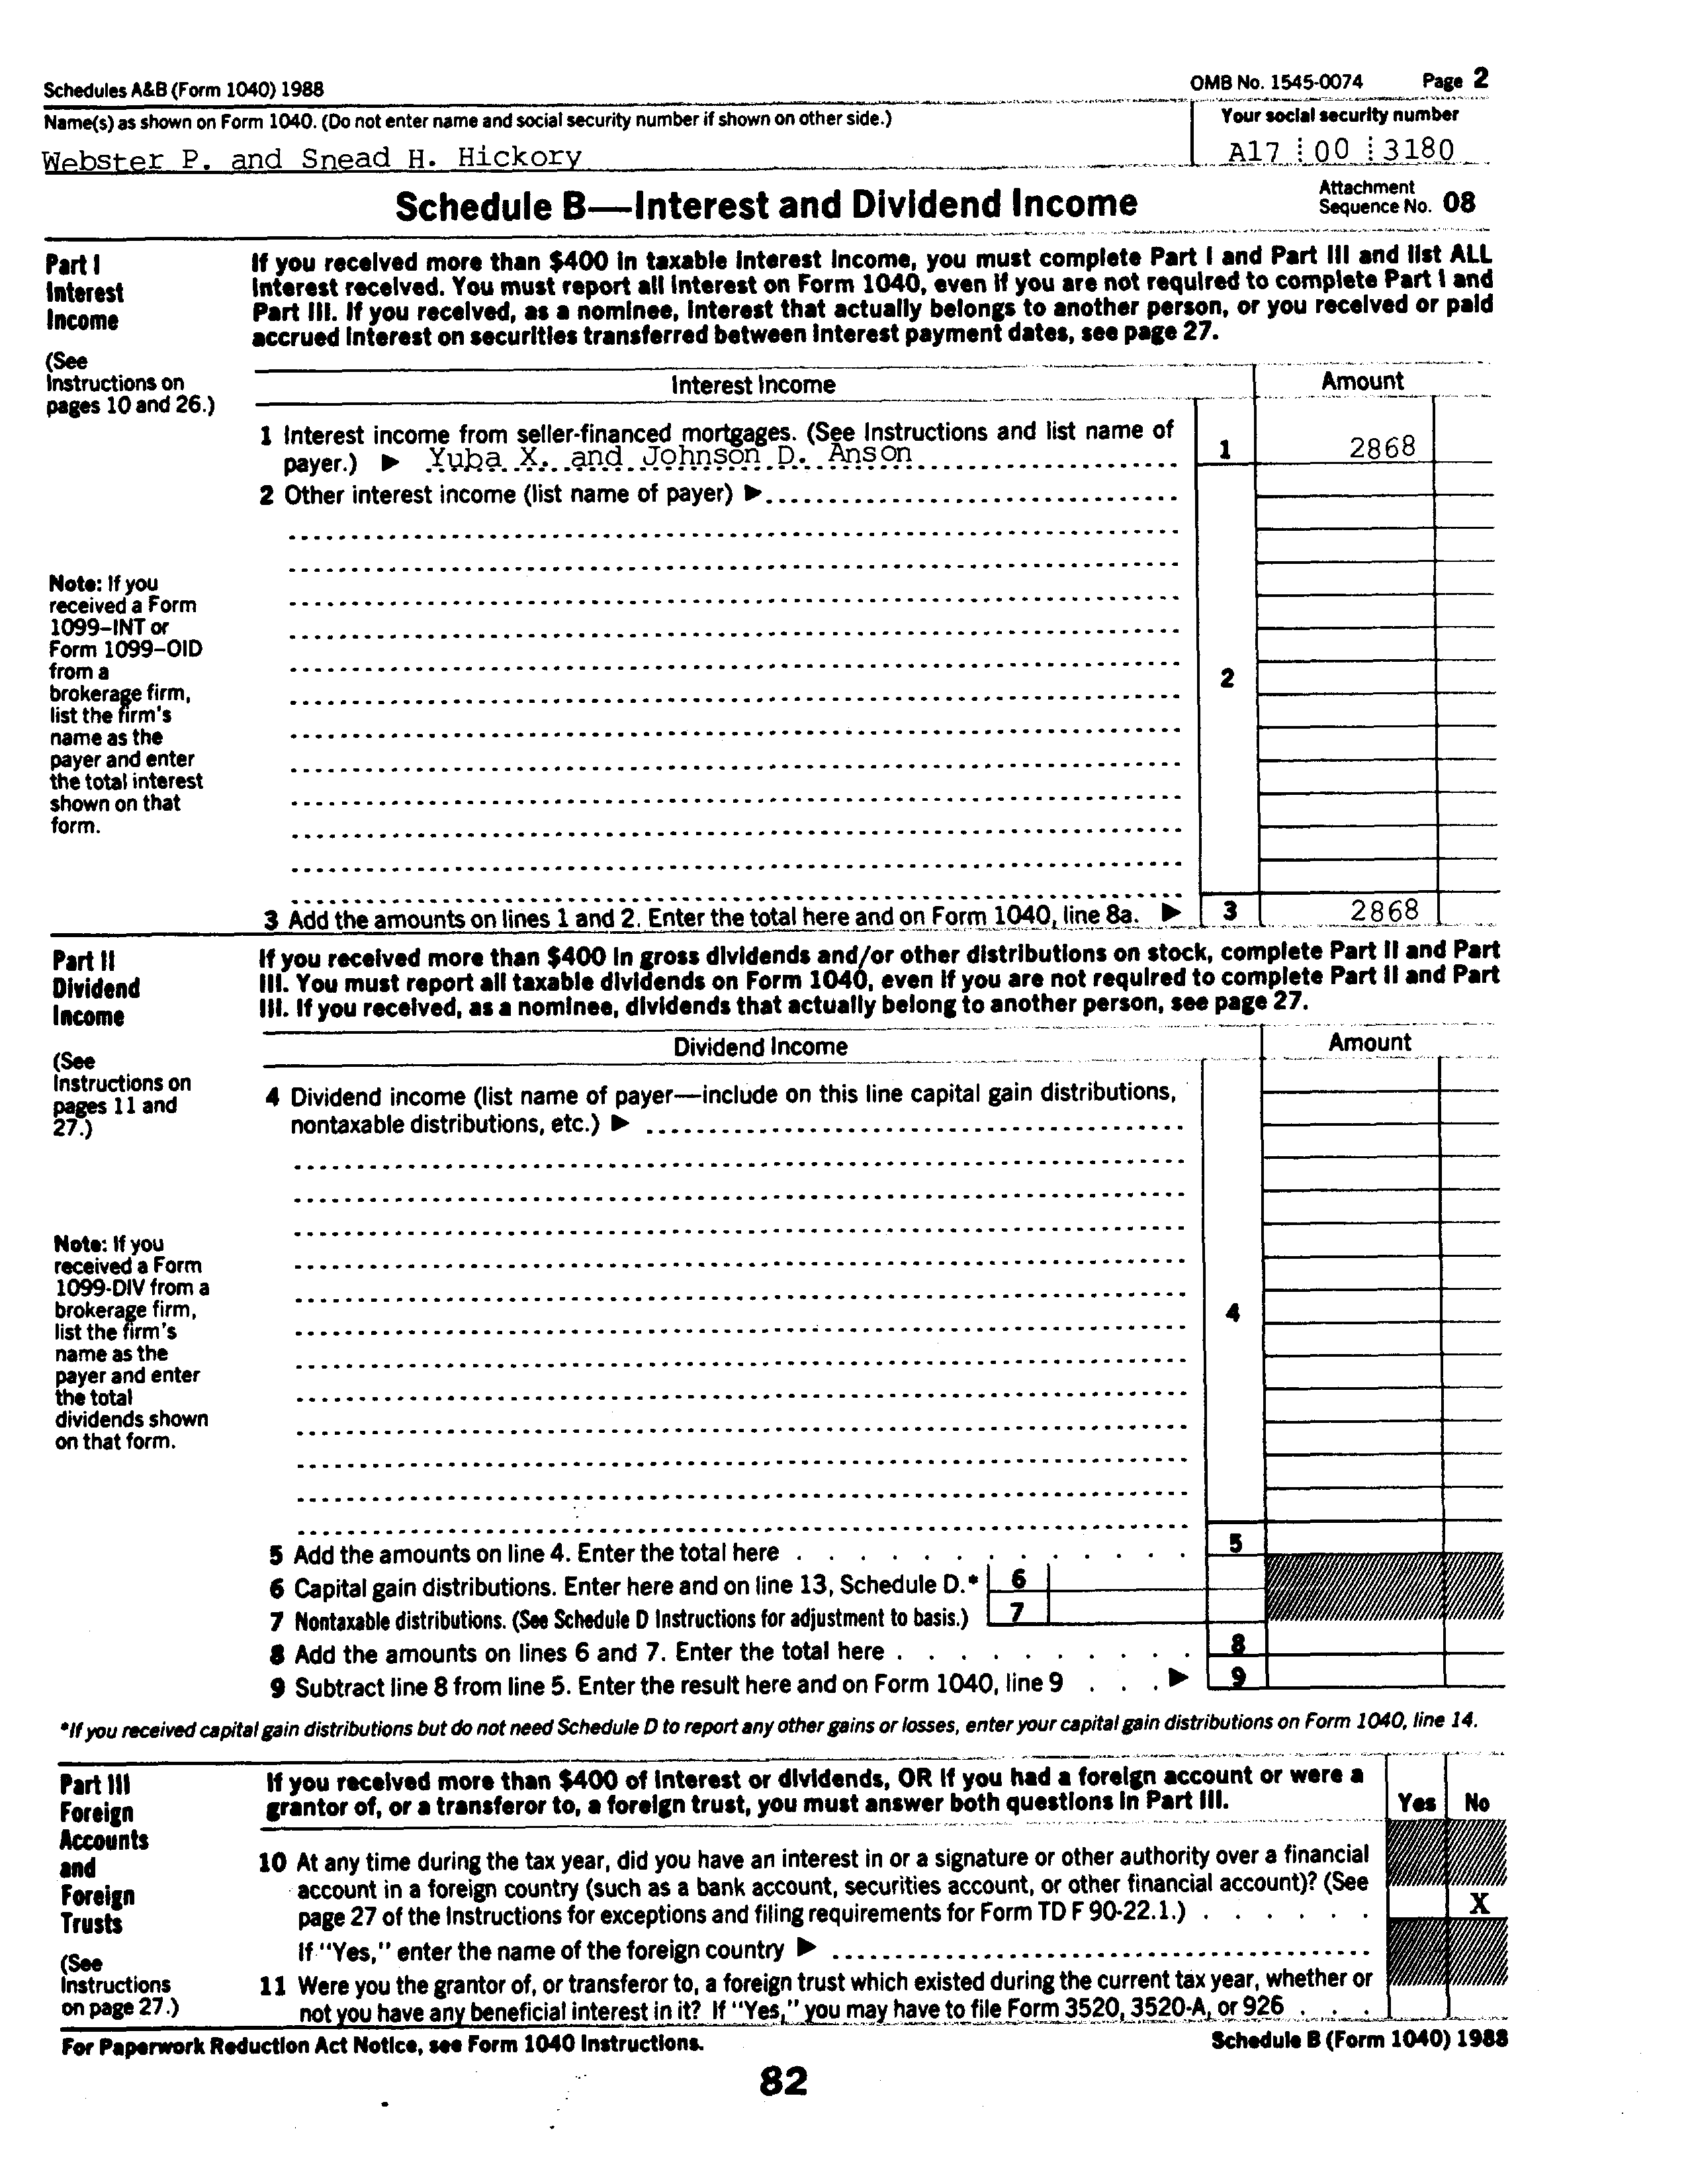 Schedules A&B (Form 1040) 1988
OMB No. 1545-0074 Page 2
Name(s) as shown on Form 1040. (Do not enter name and social security number if shown on other side.)
Your social security number
Webster P. and Snead H. Hickory
A17 00 3180
Schedule B—Interest and Dividend Income
Attachment
Sequence No. 08
Part I
Interest
Income
(See
Instructions on
pages 10 and 26.)
If you received more than $400 in taxable interest income, you must complete Part I and Part III and list ALL
interest received. You must report all interest on Form 1040, even if you are not required to complete Part I and
Part III. If you received, as a nominee, interest that actually belongs to another person, or you received or paid
accrued interest on securities transferred between interest payment dates, see page 27.
Interest Income
Amount
1 Interest income from seller-financed mortgages. (See Instructions and list name of
payer.) ▶ Yuba X. and Johnson D. Anson
1 2868
2 Other interest income (list name of payer) ▶
Note: If you
received a Form
1099–INT or
Form 1099–OID
from a
brokerage firm,
list the firm's
name as the
payer and enter
the total interest
shown on that
form.
2
3 Add the amounts on lines 1 and 2. Enter the total here and on Form 1040, line 8a. ▶
3 2868
Part II
Dividend
Income
(See
Instructions on
pages 11 and
27.)
If you received more than $400 in gross dividends and/or other distributions on stock, complete Part II and Part
III. You must report all taxable dividends on Form 1040, even if you are not required to complete Part II and Part
III. If you received, as a nominee, dividends that actually belong to another person, see page 27.
Dividend Income
Amount
4 Dividend income (list name of payer—include on this line capital gain distributions,
nontaxable distributions, etc.) ▶
Note: If you
received a Form
1099-DIV from a
brokerage firm,
list the firm's
name as the
payer and enter
the total
dividends shown
on that form.
4
5 Add the amounts on line 4. Enter the total here . . . . . . . . . . . . . 5
6 Capital gain distributions. Enter here and on line 13, Schedule D.* 6
7 Nontaxable distributions. (See Schedule D Instructions for adjustment to basis.) 7
8 Add the amounts on lines 6 and 7. Enter the total here . . . . . . . . . . 8
9 Subtract line 8 from line 5. Enter the result here and on Form 1040, line 9 . . . ▶ 9
*If you received capital gain distributions but do not need Schedule D to report any other gains or losses, enter your capital gain distributions on Form 1040, line 14.
Part III
Foreign
Accounts
and
Foreign
Trusts
(See
Instructions
on page 27.)
If you received more than $400 of interest or dividends, OR if you had a foreign account or were a
grantor of, or a transferor to, a foreign trust, you must answer both questions in Part III.
Yes No
10 At any time during the tax year, did you have an interest in or a signature or other authority over a financial
account in a foreign country (such as a bank account, securities account, or other financial account)? (See
page 27 of the Instructions for exceptions and filing requirements for Form TD F 90-22.1.) . . . . . .
X
If "Yes," enter the name of the foreign country ▶
11 Were you the grantor of, or transferor to, a foreign trust which existed during the current tax year, whether or
not you have any beneficial interest in it? If "Yes," you may have to file Form 3520, 3520-A, or 926 . . .
For Paperwork Reduction Act Notice, see Form 1040 Instructions.
Schedule B (Form 1040) 1988
82